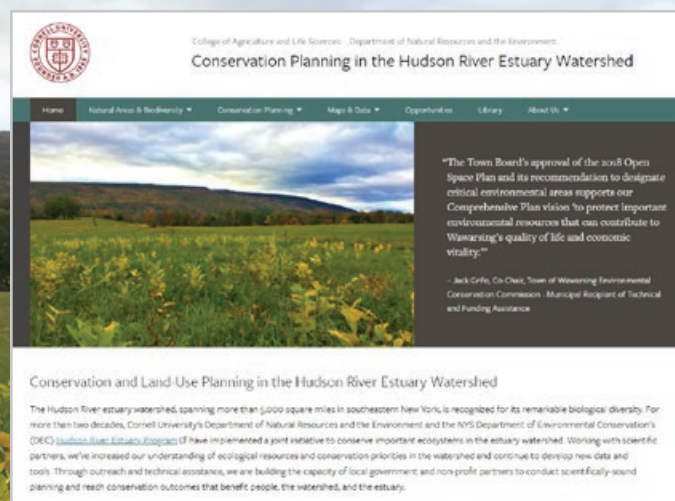 CORNELL UNIVERSITY
FOUNDED A.D. 1865
College of Agriculture and Life Sciences Department of Natural Resources and the Environment
Conservation Planning in the Hudson River Estuary Watershed
Home Natural Areas & Biodiversity Conservation Planning Maps & Data Opportunities Library About Us
“The Town Board’s approval of the 2018 Open
Space Plan and its recommendation to designate
critical environmental areas supports our
Comprehensive Plan vision ‘to protect important
environmental resources that can contribute to
Wawarsing’s quality of life and economic
vitality.’”
– Jack Grifo, Co-Chair, Town of Wawarsing Environmental
Conservation Commission - Municipal Recipient of Technical
and Funding Assistance
Conservation and Land-Use Planning in the Hudson River Estuary Watershed
The Hudson River estuary watershed, spanning more than 5,000 square miles in southeastern New York, is recognized for its remarkable biological diversity. For
more than two decades, Cornell University’s Department of Natural Resources and the Environment and the NYS Department of Environmental Conservation’s
(DEC) Hudson River Estuary Program have implemented a joint initiative to conserve important ecosystems in the estuary watershed. Working with scientific
partners, we’ve increased our understanding of ecological resources and conservation priorities in the watershed and continue to develop new data and
tools. Through outreach and technical assistance, we are building the capacity of local government and non-profit partners to conduct scientifically-sound
planning and reach conservation outcomes that benefit people, the watershed, and the estuary.